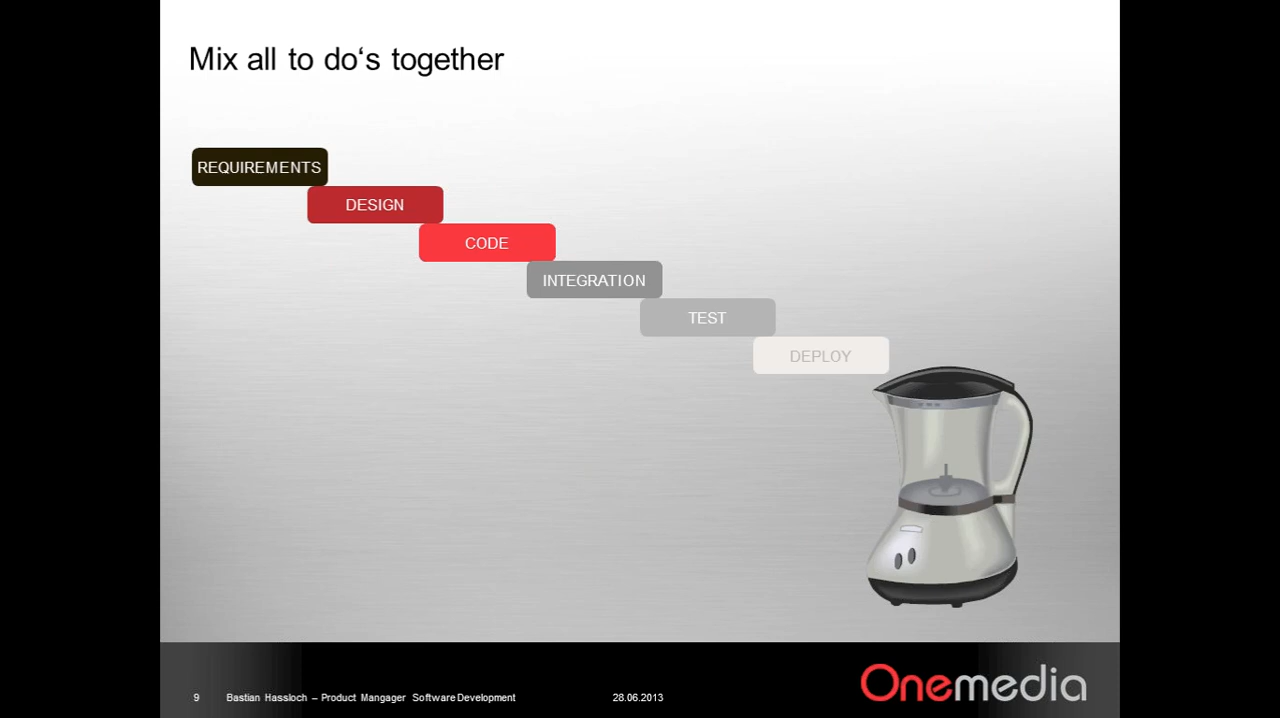 Mix all to do‘s together
REQUIREMENTS
DESIGN
CODE
INTEGRATION
TEST
DEPLOY
9 Bastian Hassloch – Product Mangager Software Development 28.06.2013
Onemedia